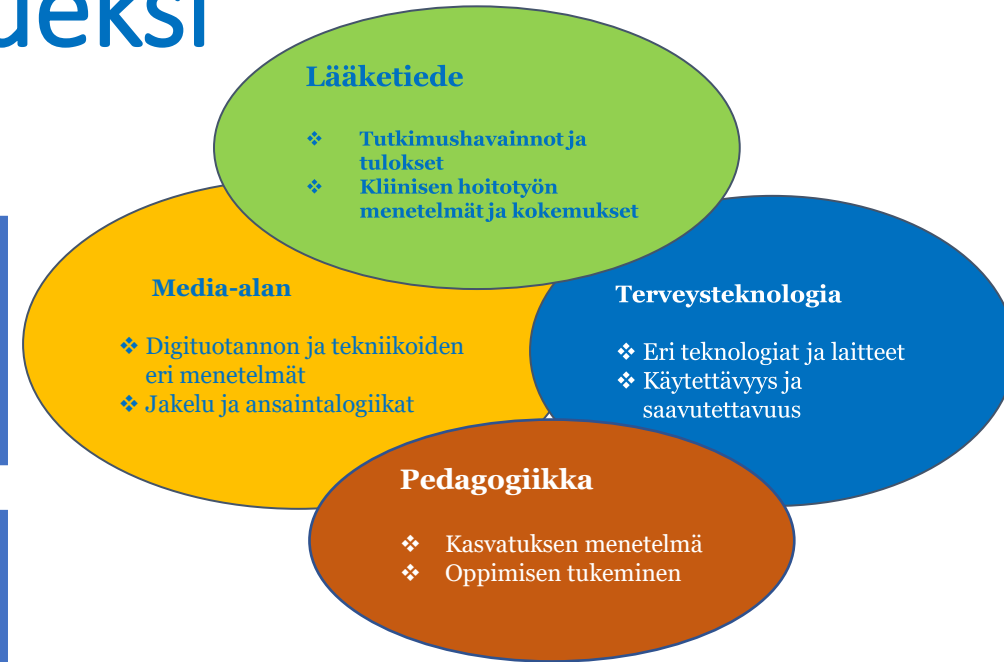 ueksi
Lääketiede
❖ Tutkimushavainnot ja
tulokset
❖ Kliinisen hoitotyön
menetelmät ja kokemukset
Media-alan
❖ Digituotannon ja tekniikoiden
eri menetelmät
❖ Jakelu ja ansaintalogiikat
Terveysteknologia
❖ Eri teknologiat ja laitteet
❖ Käytettävyys ja
saavutettavuus
Pedagogiikka
❖ Kasvatuksen menetelmä
❖ Oppimisen tukeminen